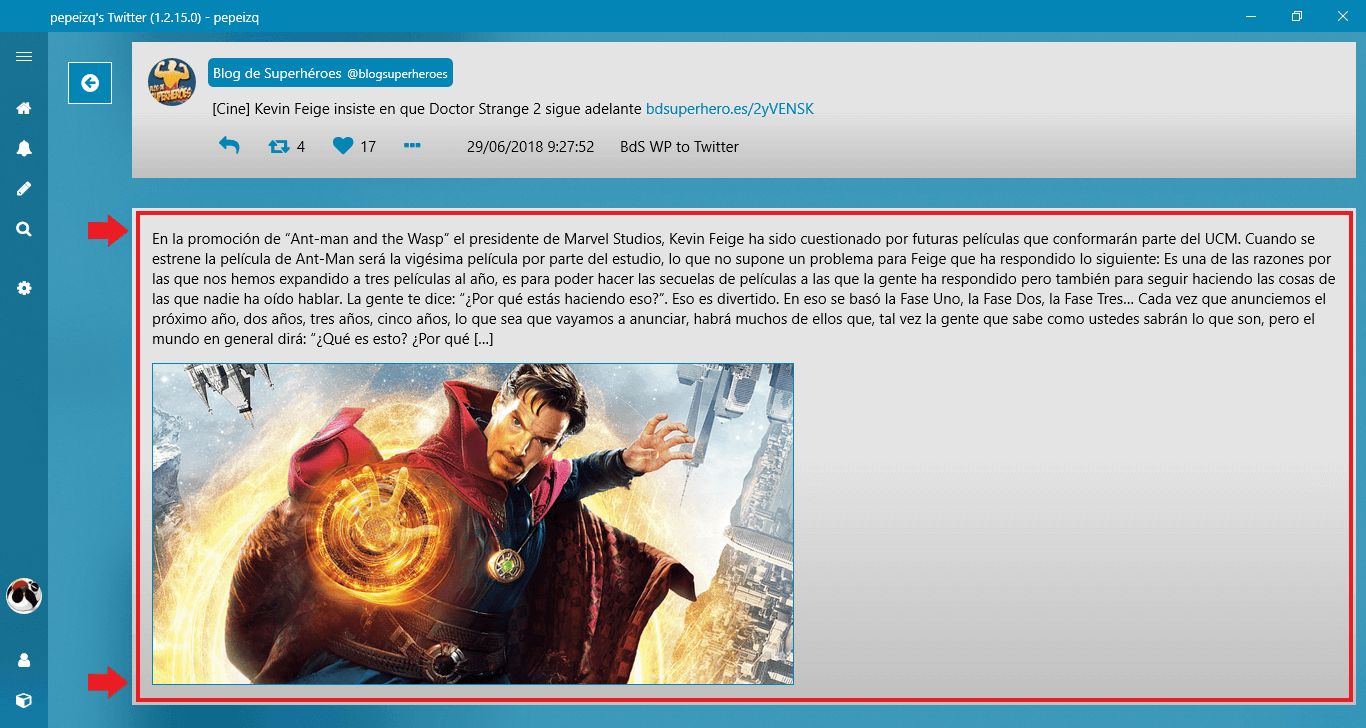 pepeizq's Twitter (1.2.15.0) - pepeizq
Blog de Superhéroes @blogsuperheroes
[Cine] Kevin Feige insiste en que Doctor Strange 2 sigue adelante bdsuperhero.es/2yVENSK
4 17 29/06/2018 9:27:52 BdS WP to Twitter
En la promoción de “Ant-man and the Wasp” el presidente de Marvel Studios, Kevin Feige ha sido cuestionado por futuras películas que conformarán parte del UCM. Cuando se
estrene la película de Ant-Man será la vigésima película por parte del estudio, lo que no supone un problema para Feige que ha respondido lo siguiente: Es una de las razones por
las que nos hemos expandido a tres películas al año, es para poder hacer las secuelas de películas a las que la gente ha respondido pero también para seguir haciendo las cosas de
las que nadie ha oído hablar. La gente te dice: “¿Por qué estás haciendo eso?”. Eso es divertido. En eso se basó la Fase Uno, la Fase Dos, la Fase Tres… Cada vez que anunciemos el
próximo año, dos años, tres años, cinco años, lo que sea que vayamos a anunciar, habrá muchos de ellos que, tal vez la gente que sabe como ustedes sabrán lo que son, pero el
mundo en general dirá: “¿Qué es esto? ¿Por qué [...]